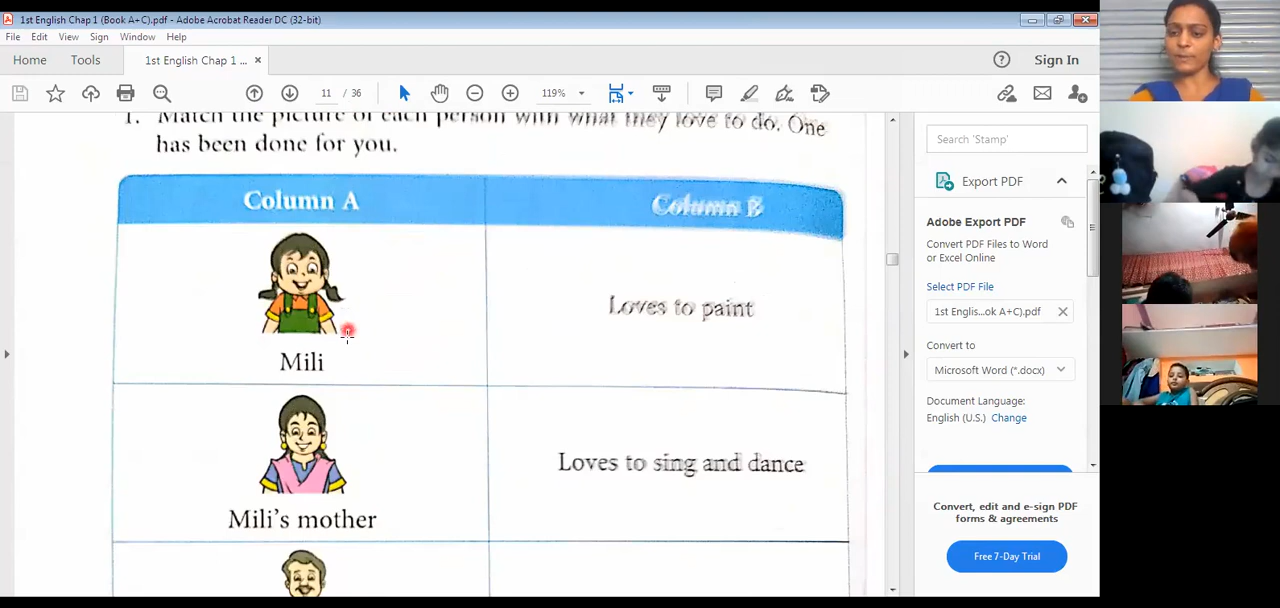 1st English Chap 1 (Book A+C).pdf - Adobe Acrobat Reader DC (32-bit)
File Edit View Sign Window Help
Home Tools 1st English Chap 1 ... × Sign In
11 / 36 119%
1. Match the picture of each person with what they love to do. One
has been done for you.
Column A Column B
Mili Loves to paint
Mili's mother Loves to sing and dance
Search 'Stamp'
Export PDF
Adobe Export PDF
Convert PDF Files to Word
or Excel Online
Select PDF File
1st Englis...ok A+C).pdf
Convert to
Microsoft Word (*.docx)
Document Language:
English (U.S.) Change
Convert, edit and e-sign PDF
forms & agreements
Free 7-Day Trial